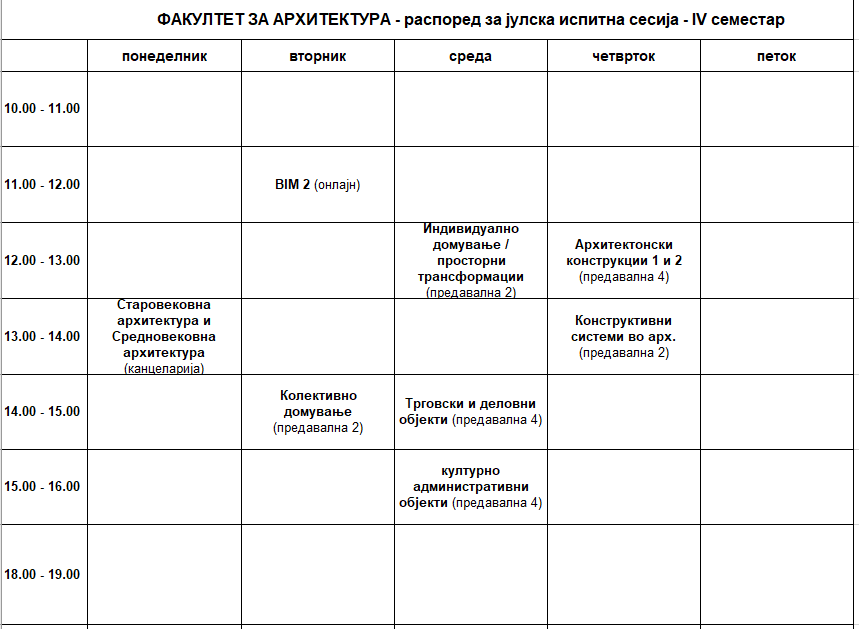 ФАКУЛТЕТ ЗА АРХИТЕКТУРА - распоред за јулска испитна сесија - IV семестар
понеделник вторник среда четврток петок
10.00 - 11.00
11.00 - 12.00
BIM 2 (онлајн)
12.00 - 13.00
Индивидуално
домување /
просторни
трансформации
(предавална 2)
Архитектонски
конструкции 1 и 2
(предавална 4)
13.00 - 14.00
Старовековна
архитектура и
Средновековна
архитектура
(канцеларија)
Конструктивни
системи во арх.
(предавална 2)
14.00 - 15.00
Колективно
домување
(предавална 2)
Трговски и деловни
објекти (предавална 4)
15.00 - 16.00
културно
административни
објекти (предавална 4)
18.00 - 19.00